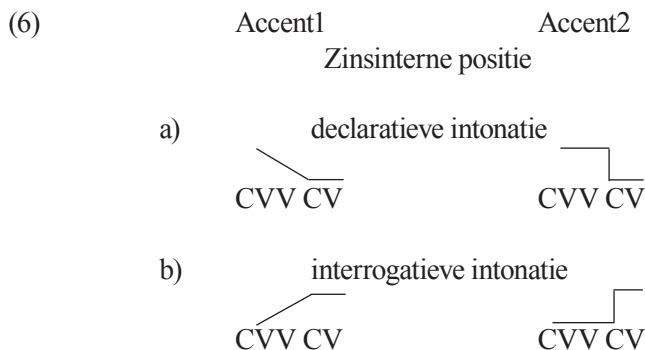 (6) Accent1 Accent2
Zinsinterne positie
a) declaratieve intonatie
CVV CV CVV CV
b) interrogatieve intonatie
CVV CV CVV CV